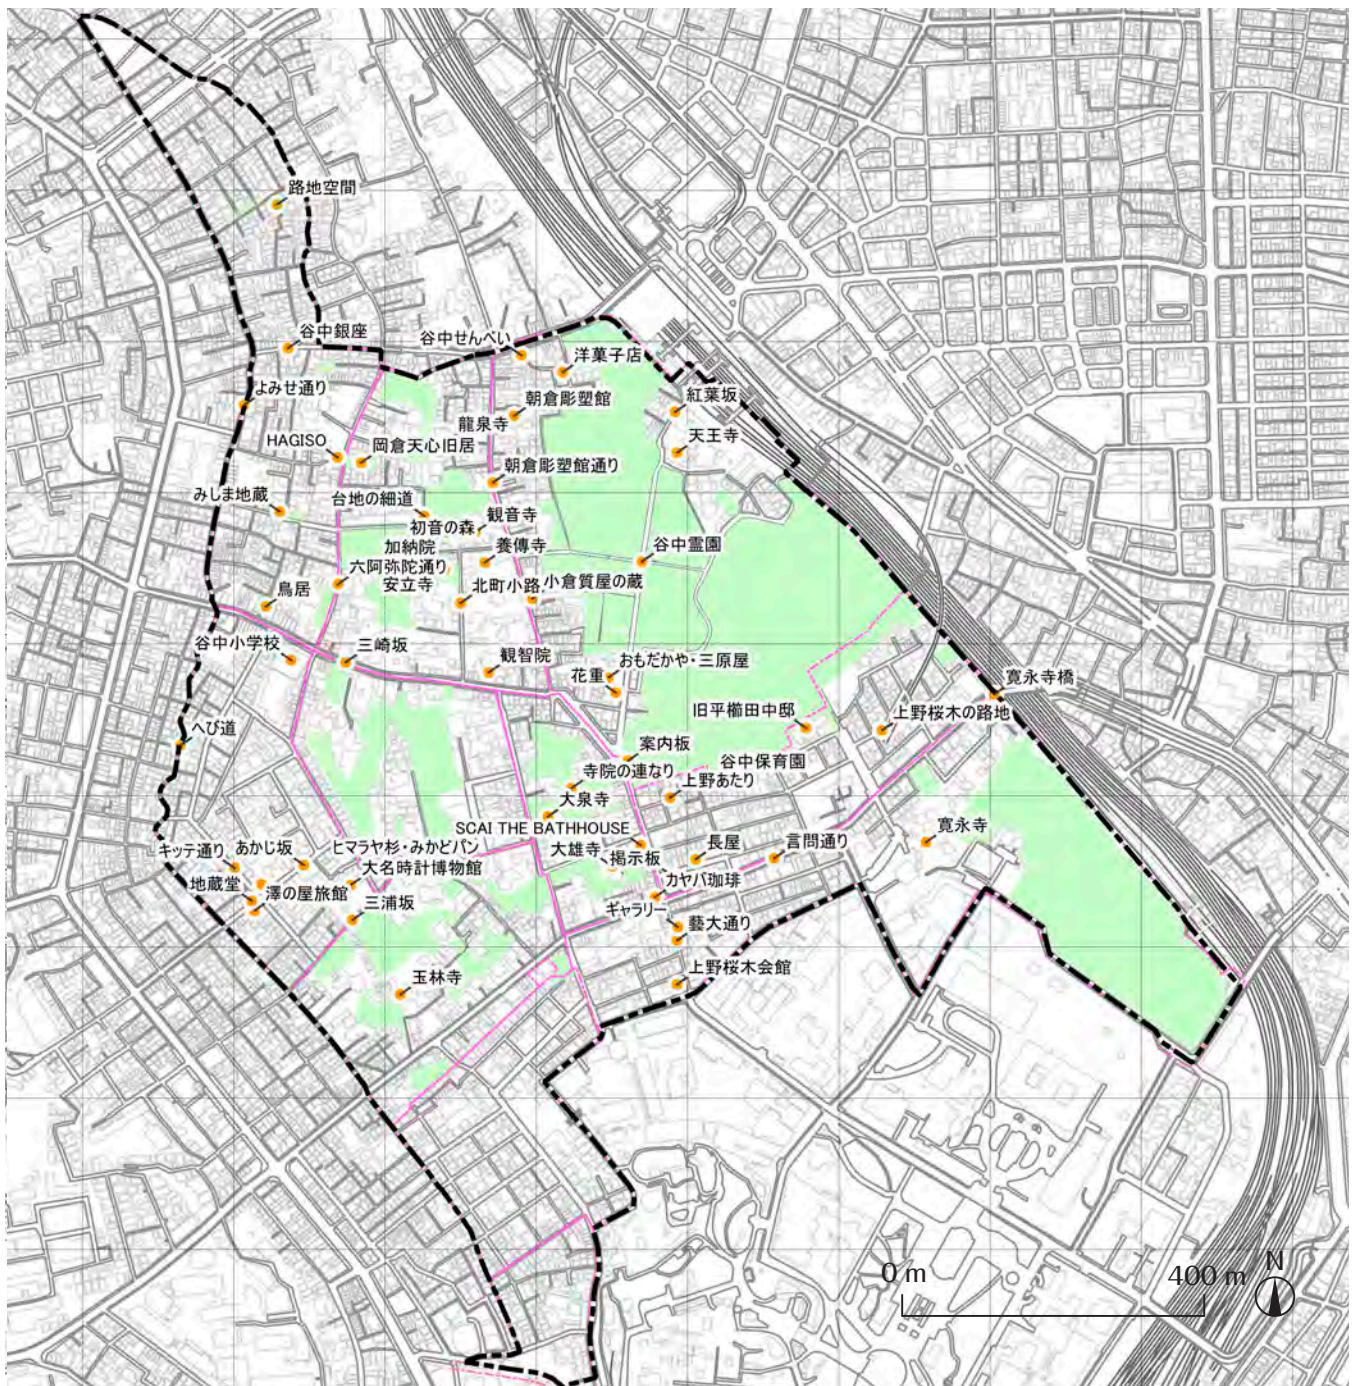 路地空間
谷中銀座
谷中せんべい
洋菓子店
よみせ通り
朝倉彫塑館
紅葉坂
龍泉寺
天王寺
HAGISO
岡倉天心旧居
朝倉彫塑館通り
みしま地蔵
台地の細道
観音寺
初音の森
加納院
養傳寺
谷中霊園
六阿弥陀通り
安立寺
北町小路
小倉質屋の蔵
鳥居
谷中小学校
三崎坂
観智院
おもだかや・三原屋
花重
寛永寺橋
旧平櫛田中邸
上野桜木の路地
へび道
案内板
谷中保育園
寺院の連なり
上野あたり
大泉寺
SCAI THE BATHHOUSE
寛永寺
キッテ通り
あかじ坂
ヒマラヤ杉・みかどパン
大雄寺
掲示板
長屋
言問通り
大名時計博物館
地蔵堂
澤の屋旅館
カヤバ珈琲
三浦坂
ギャラリー
藝大通り
玉林寺
上野桜木会館
0 m
400 m
N